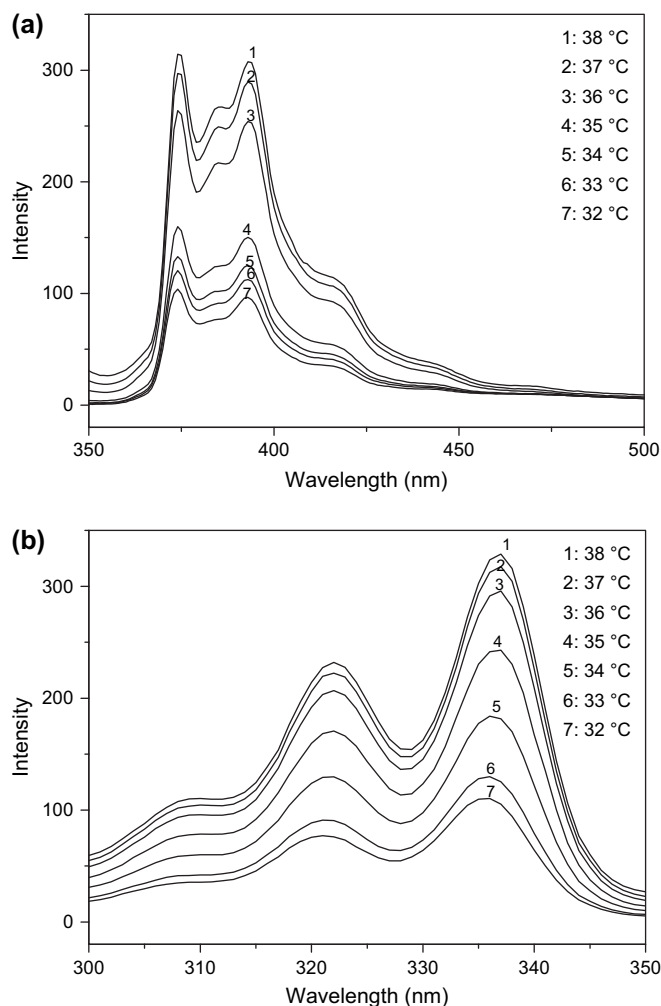 (a)
300
200
100
0
Intensity
1
2
3
4
5
6
7
1: 38 °C
2: 37 °C
3: 36 °C
4: 35 °C
5: 34 °C
6: 33 °C
7: 32 °C
350
400
450
500
Wavelength (nm)
(b)
300
200
100
0
Intensity
1
2
3
4
5
6
7
1: 38 °C
2: 37 °C
3: 36 °C
4: 35 °C
5: 34 °C
6: 33 °C
7: 32 °C
300
310
320
330
340
350
Wavelength (nm)